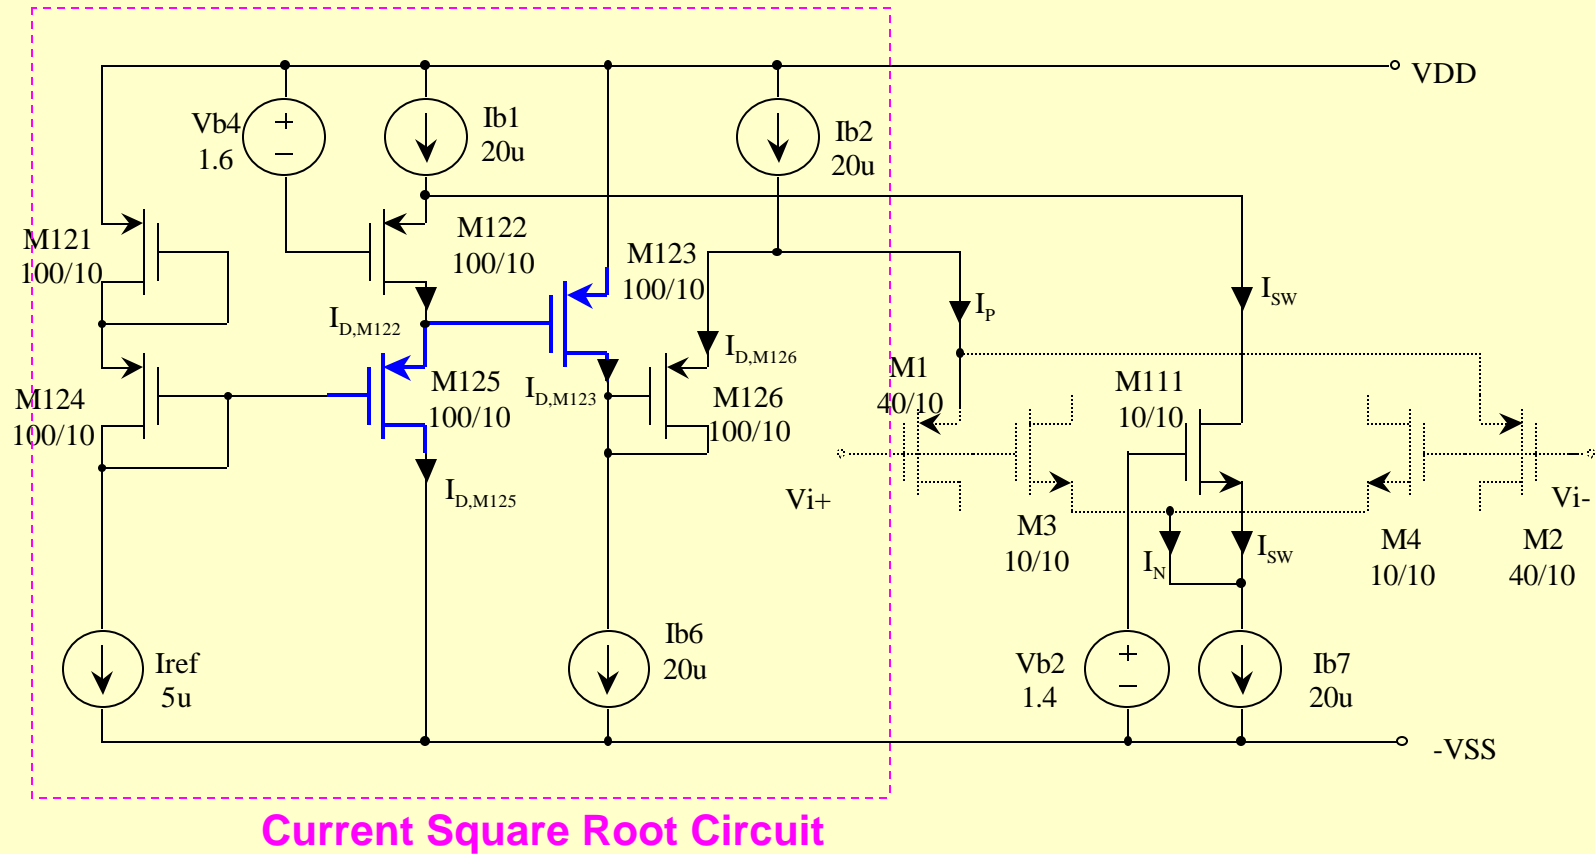 VDD
Vb4
1.6
Ib1
20u
Ib2
20u
M121
100/10
M122
100/10
M123
100/10
I_D,M122
I_D,M126
I_P
I_SW
M124
100/10
M125
100/10
I_D,M123
M126
100/10
M1
40/10
M111
10/10
I_D,M125
Vi+
Vi-
M3
10/10
I_N
I_SW
M4
10/10
M2
40/10
Iref
5u
Ib6
20u
Vb2
1.4
Ib7
20u
-VSS
Current Square Root Circuit